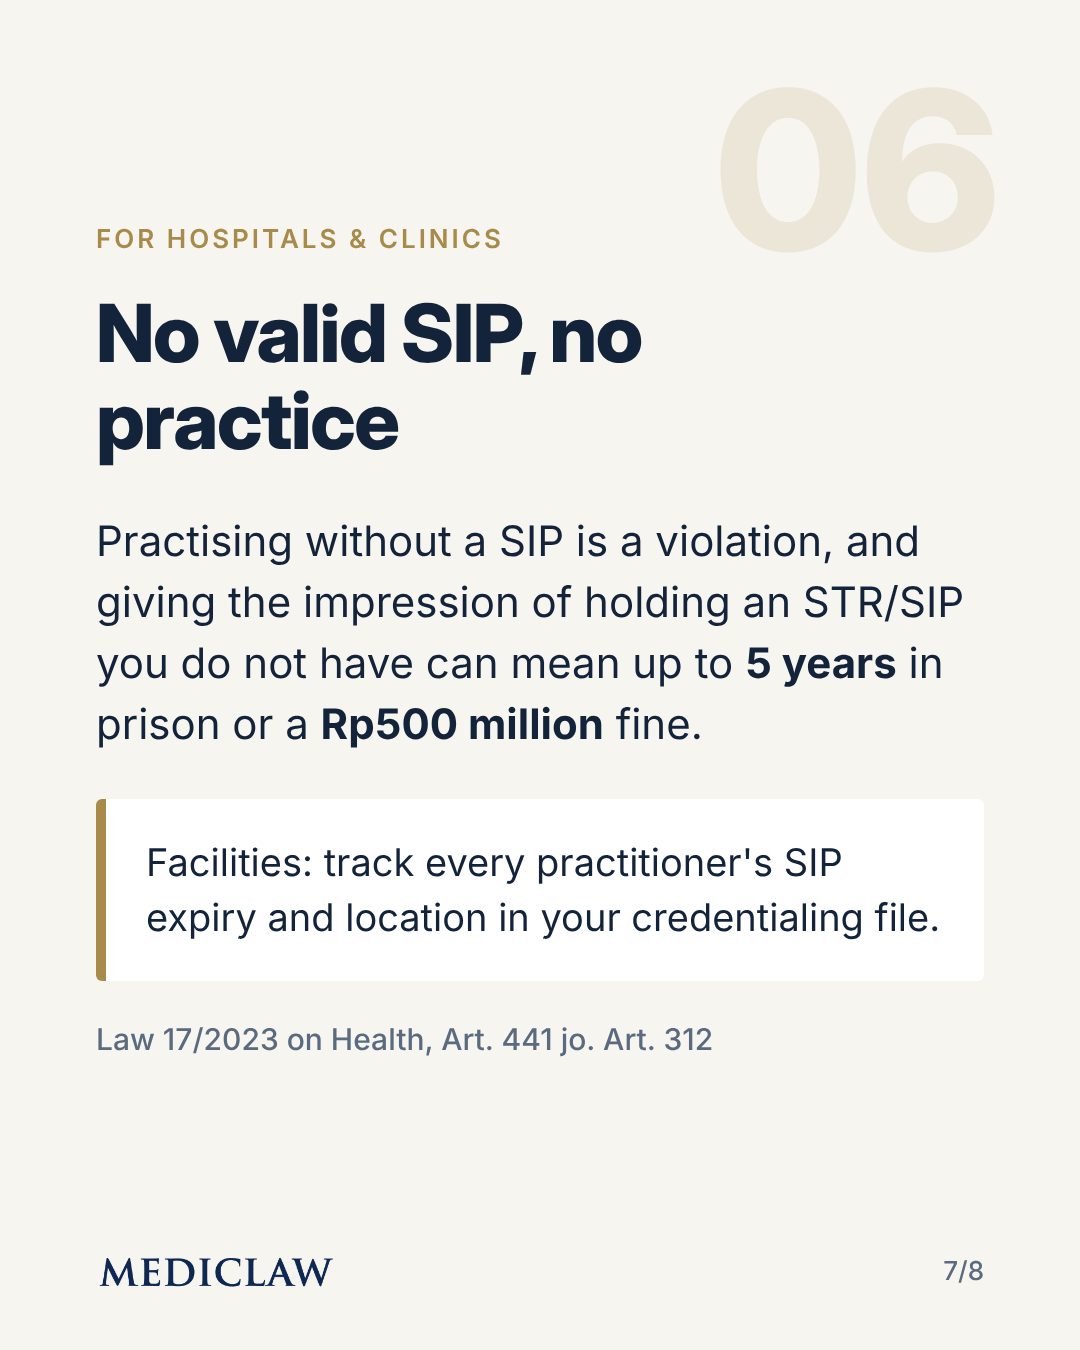 06
FOR HOSPITALS & CLINICS
No valid SIP, no
practice
Practising without a SIP is a violation, and
giving the impression of holding an STR/SIP
you do not have can mean up to 5 years in
prison or a Rp500 million fine.
Facilities: track every practitioner's SIP
expiry and location in your credentialing file.
Law 17/2023 on Health, Art. 441 jo. Art. 312
MEDICLAW
7/8